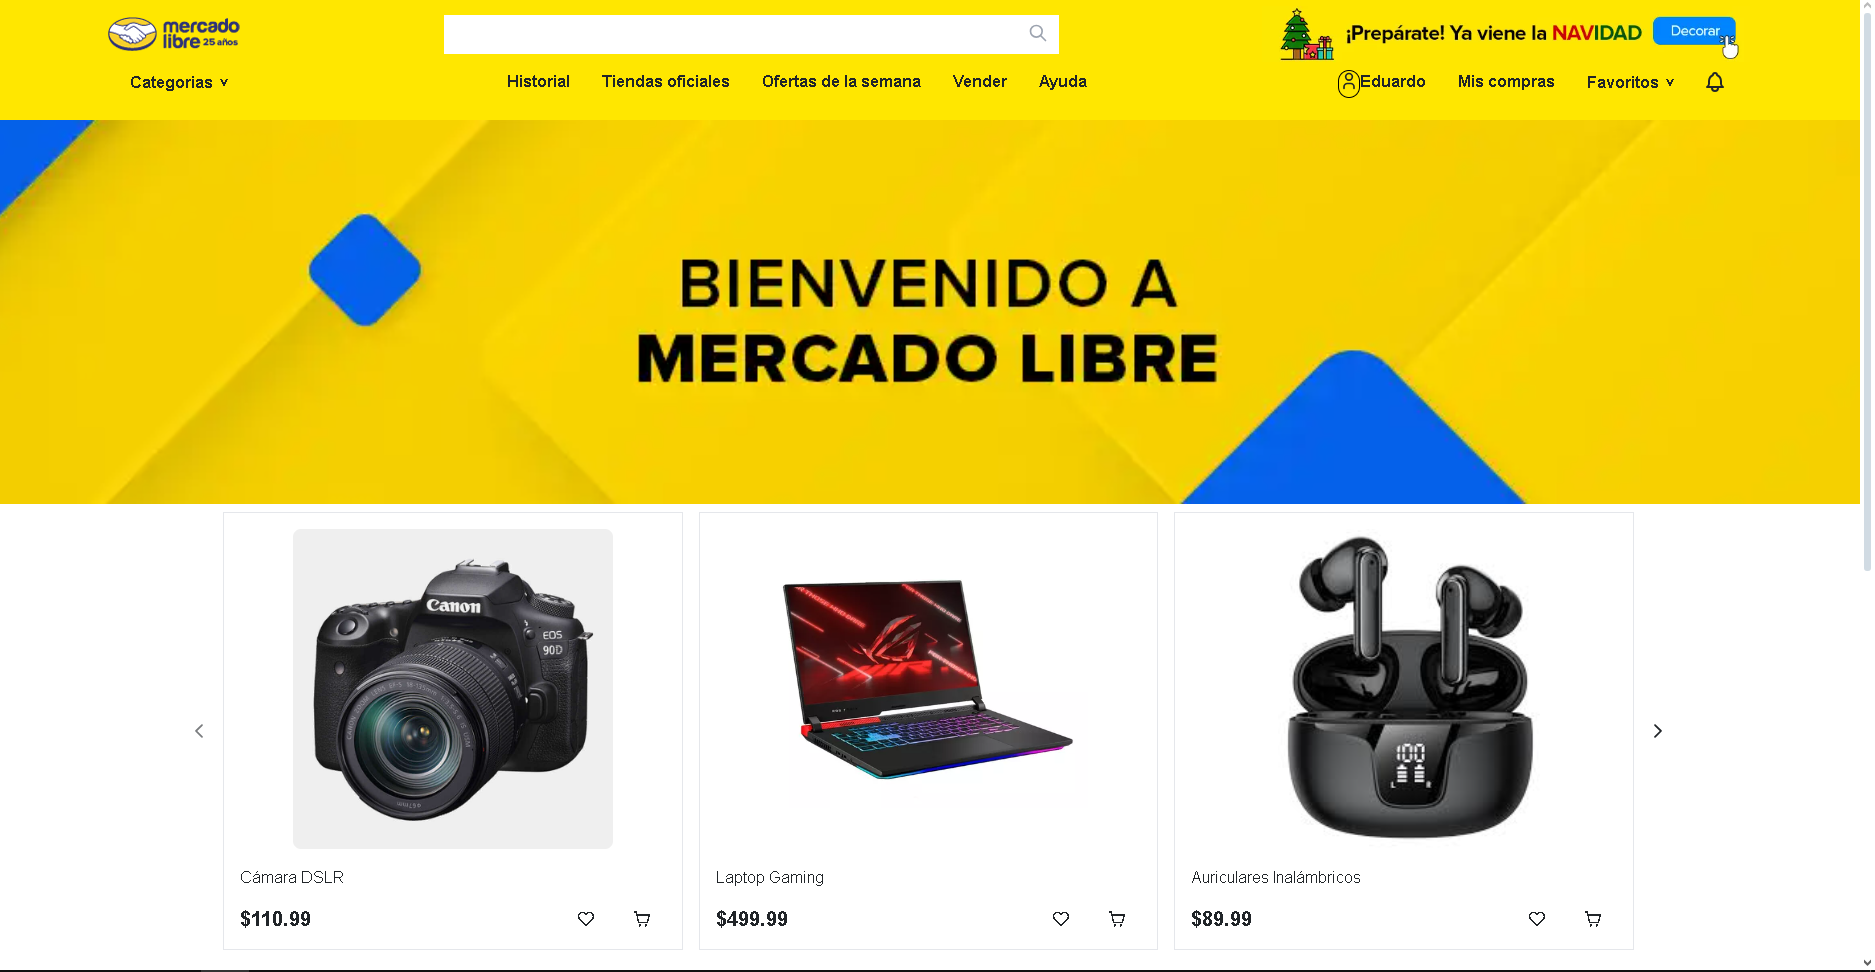 mercado
libre 25 años
¡Prepárate! Ya viene la NAVIDAD
Decorar
Categorias
Historial
Tiendas oficiales
Ofertas de la semana
Vender
Ayuda
Eduardo
Mis compras
Favoritos
BIENVENIDO A
MERCADO LIBRE
Canon
EOS
90D
100
L R
Cámara DSLR
Laptop Gaming
Auriculares Inalámbricos
$110.99
$499.99
$89.99